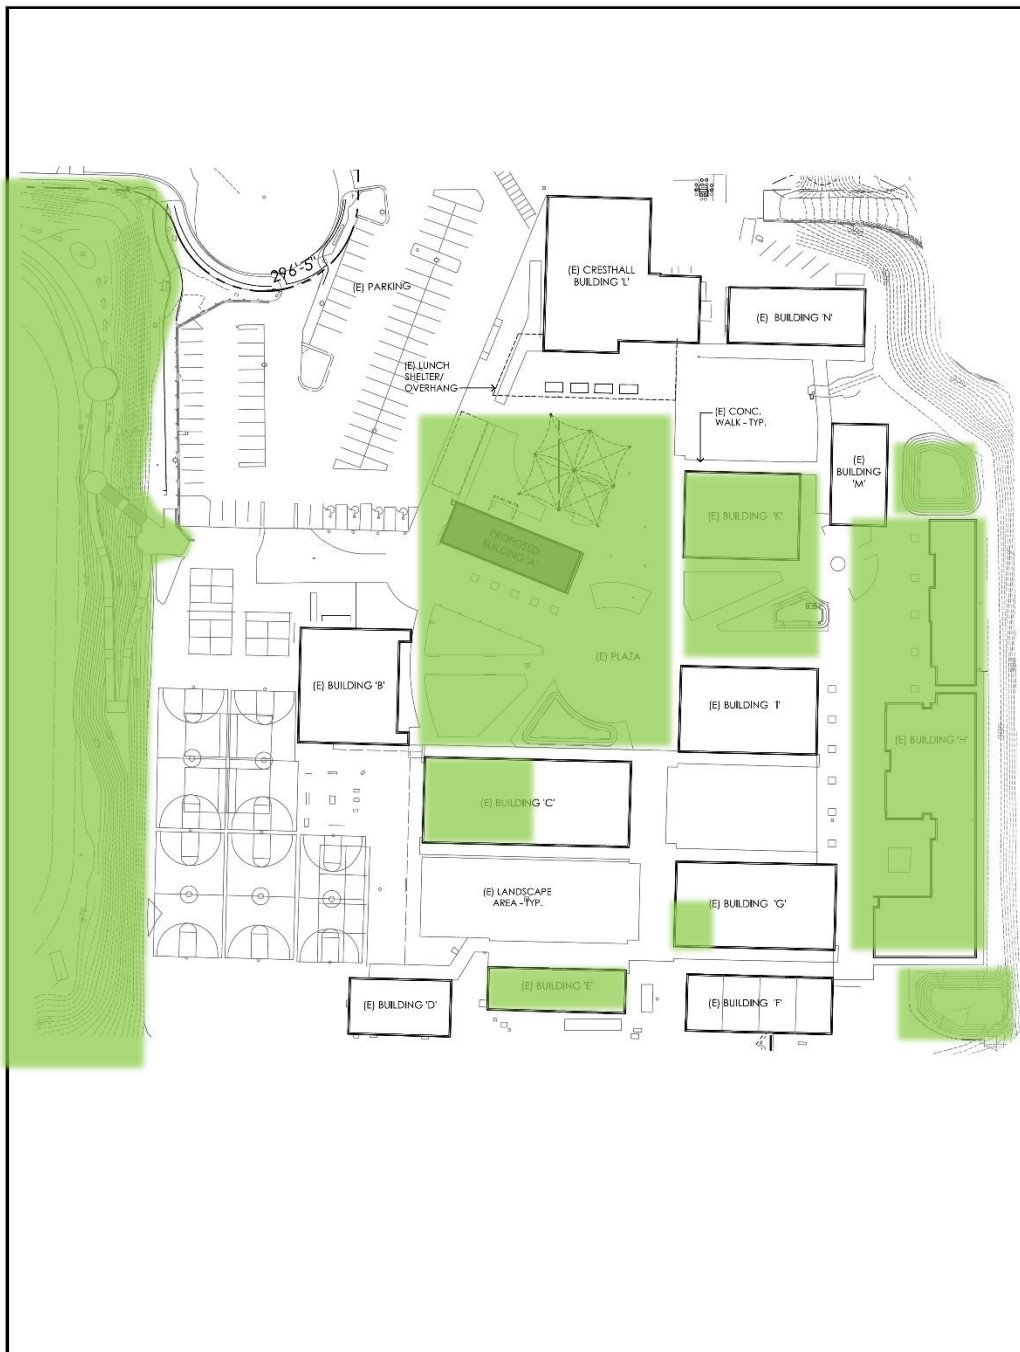 296'-5"
(E) PARKING
(E) CRESTHALL
BUILDING 'L'
(E) BUILDING 'N'
(E) LUNCH
SHELTER/
OVERHANG
(E) CONC.
WALK - TYP.
(E)
BUILDING
'M'
(E) BUILDING 'K'
PROPOSED
BUILDING 'A'
(E) PLAZA
(E) BUILDING 'B'
(E) BUILDING 'I'
(E) BUILDING 'H'
(E) BUILDING 'C'
(E) LANDSCAPE
AREA - TYP.
(E) BUILDING 'G'
(E) BUILDING 'E'
(E) BUILDING 'D'
(E) BUILDING 'F'